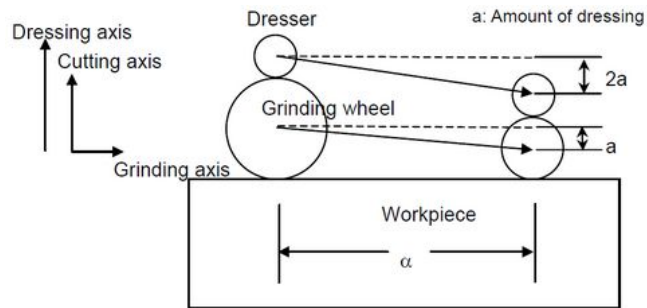 Dresser
a: Amount of dressing
Dressing axis
Cutting axis
2a
Grinding wheel
a
Grinding axis
Workpiece
α